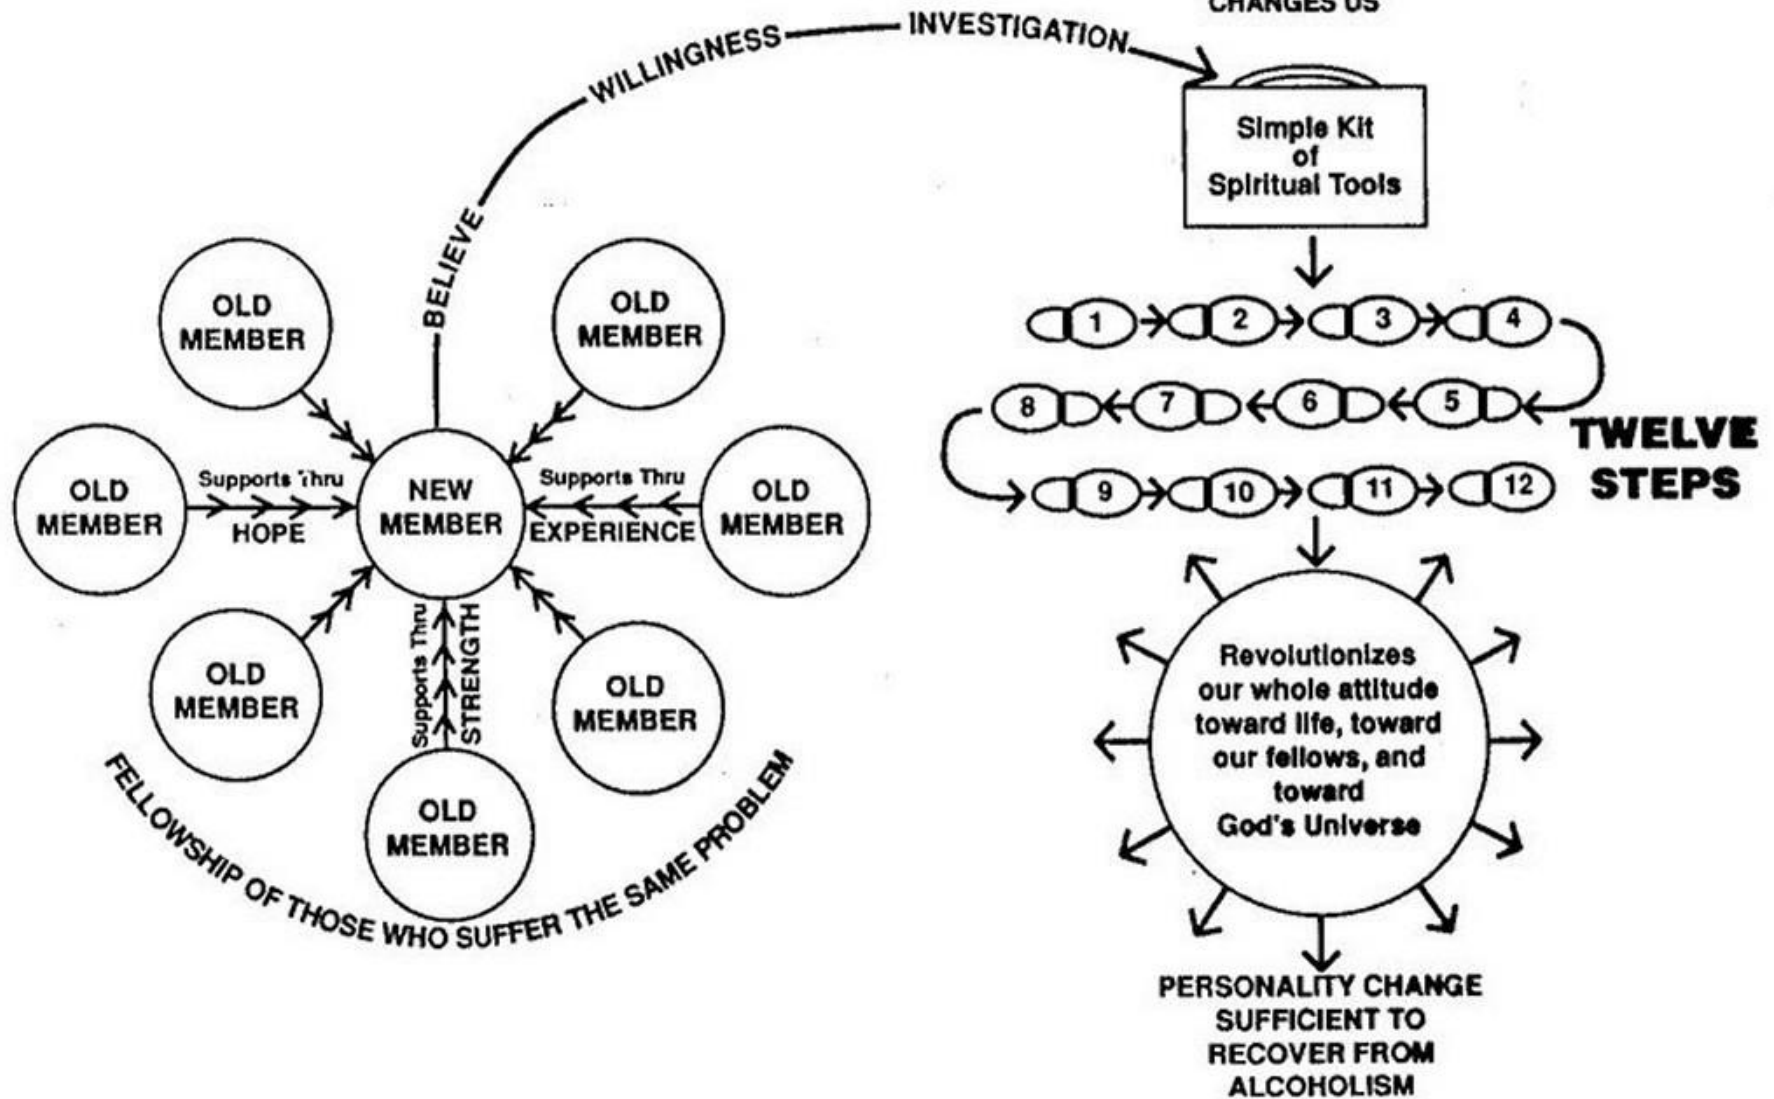 CHANGES US
BELIEVE
WILLINGNESS
INVESTIGATION
Simple Kit
of
Spiritual Tools
OLD
MEMBER
OLD
MEMBER
OLD
MEMBER
Supports Thru
HOPE
NEW
MEMBER
Supports Thru
EXPERIENCE
OLD
MEMBER
Supports Thru
STRENGTH
OLD
MEMBER
OLD
MEMBER
OLD
MEMBER
FELLOWSHIP OF THOSE WHO SUFFER THE SAME PROBLEM
1 2 3 4
8 7 6 5
9 10 11 12
TWELVE
STEPS
Revolutionizes
our whole attitude
toward life, toward
our fellows, and
toward
God's Universe
PERSONALITY CHANGE
SUFFICIENT TO
RECOVER FROM
ALCOHOLISM